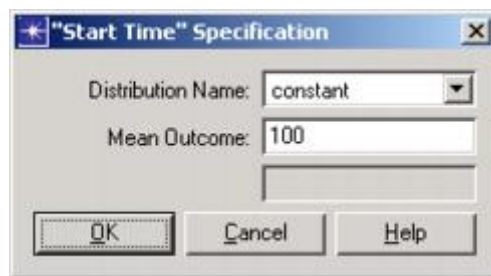 "Start Time" Specification
Distribution Name: constant
Mean Outcome: 100
OK Cancel Help